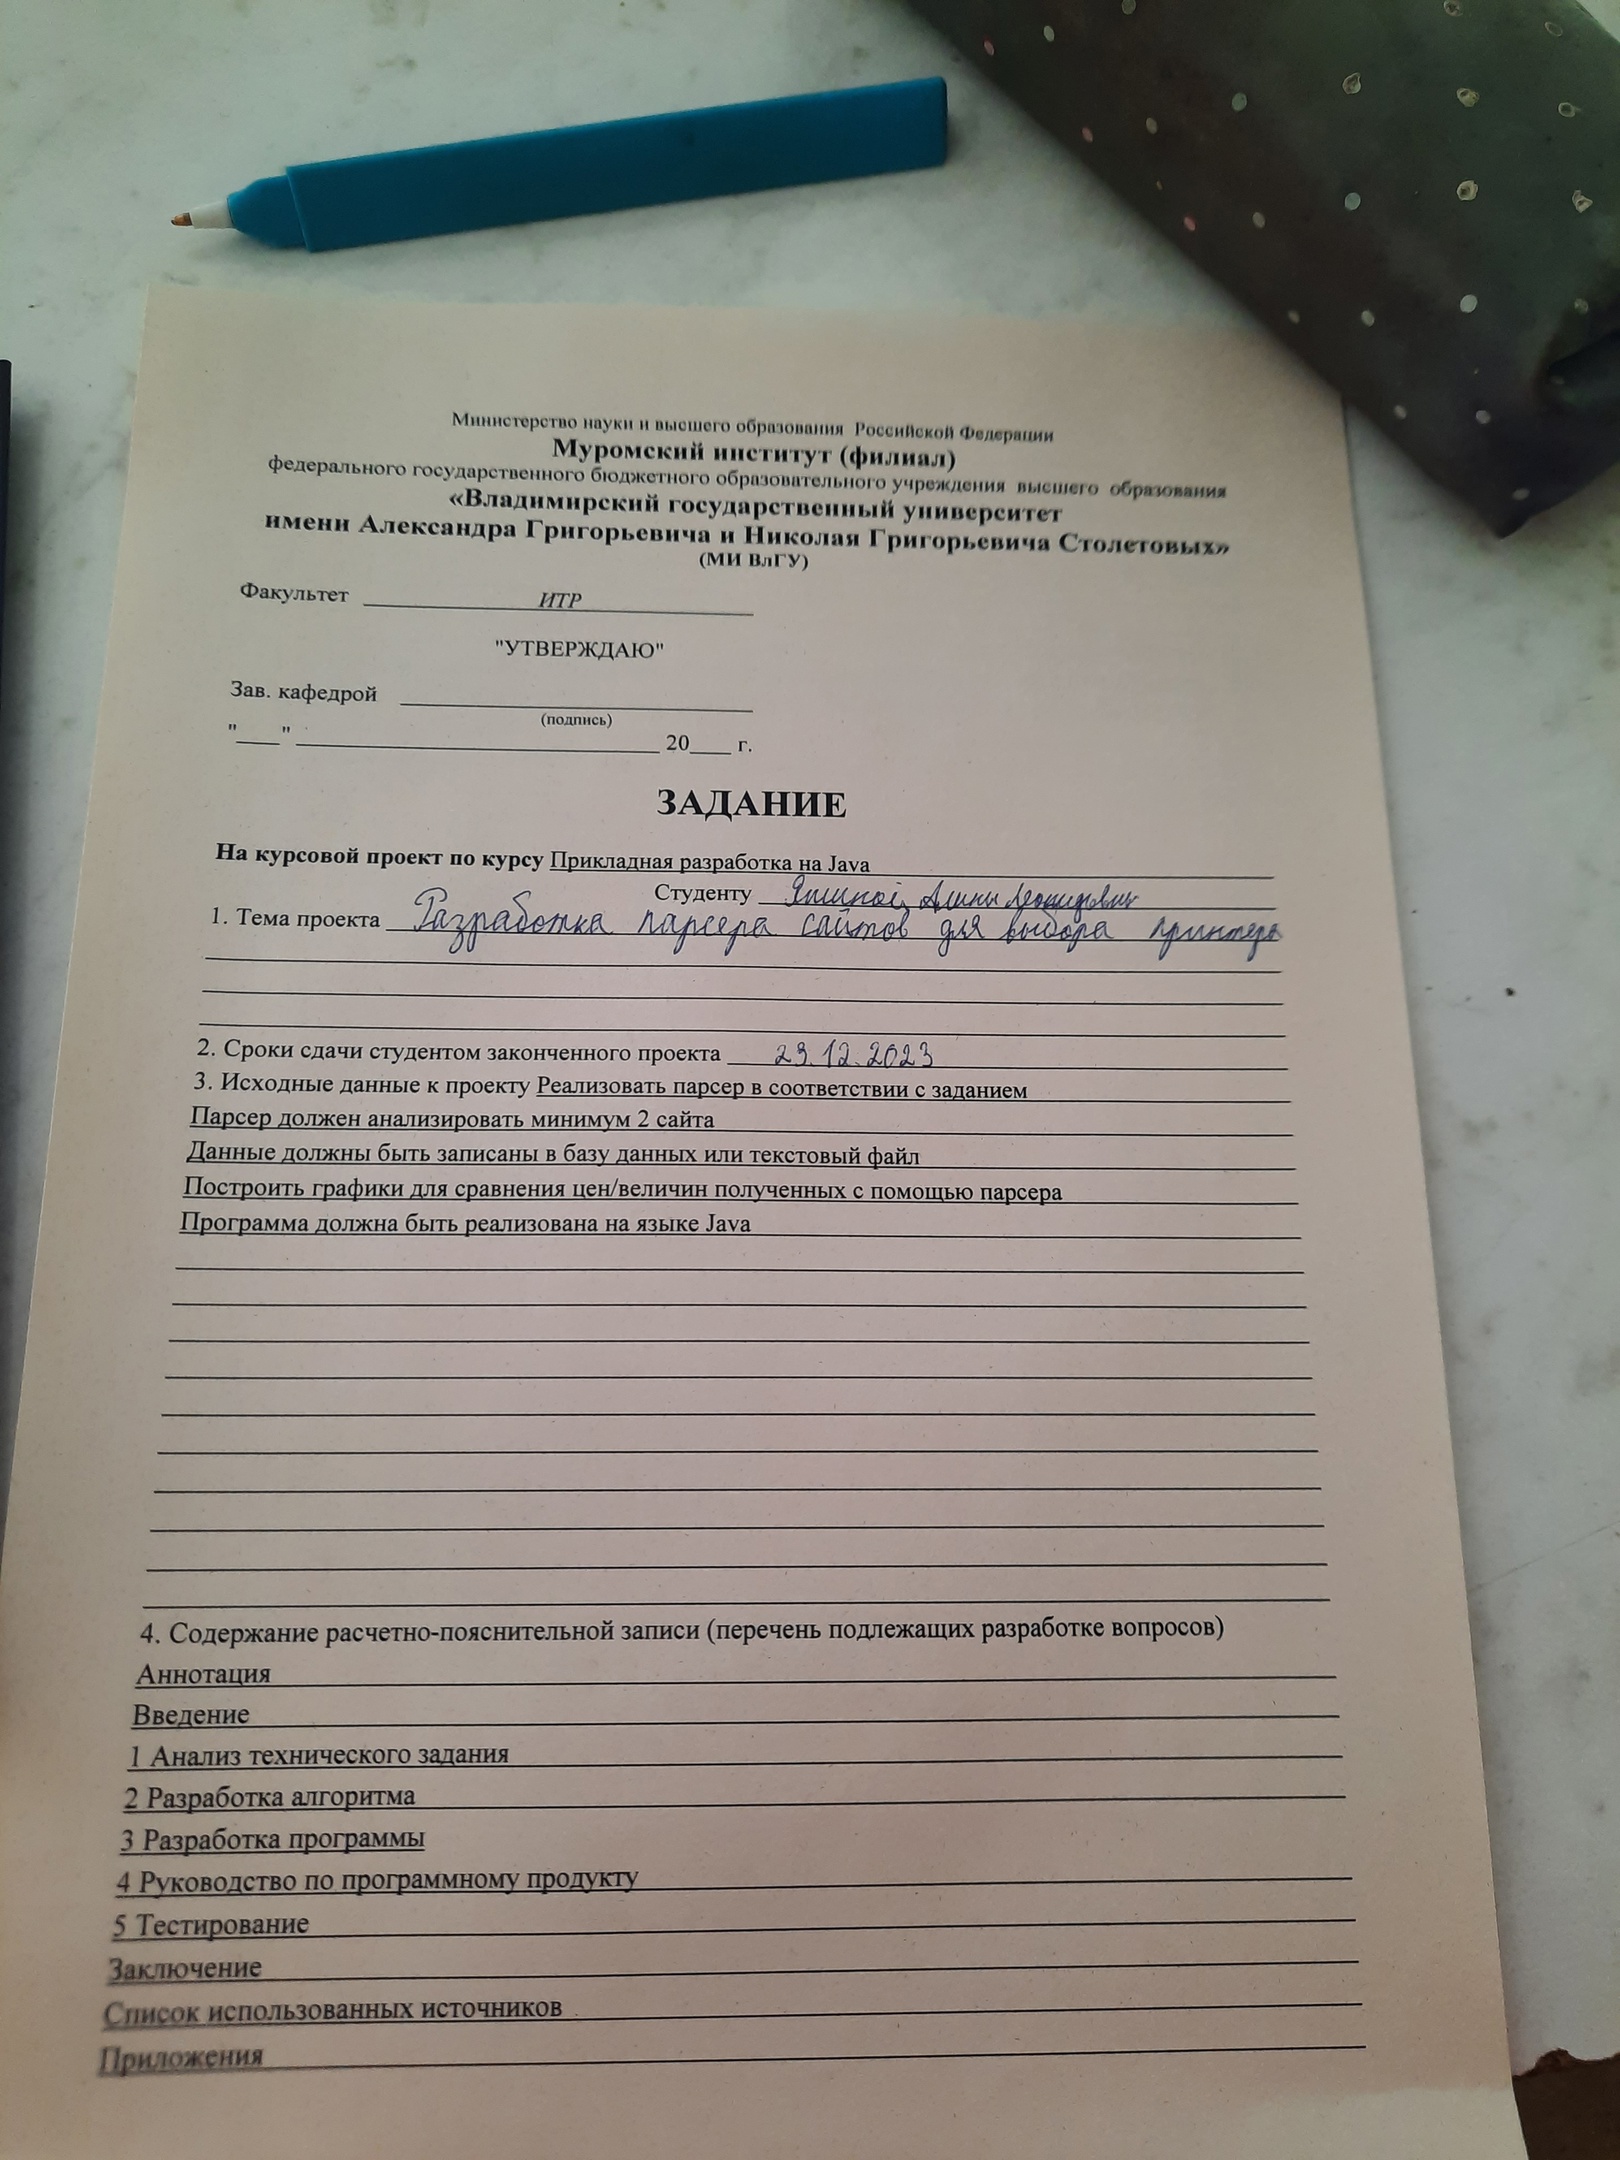 Министерство науки и высшего образования Российской Федерации
Муромский институт (филиал)
федерального государственного бюджетного образовательного учреждения высшего образования
«Владимирский государственный университет
имени Александра Григорьевича и Николая Григорьевича Столетовых»
(МИ ВлГУ)
Факультет ИТР
"УТВЕРЖДАЮ"
Зав. кафедрой
(подпись)
"___" ___ 20___ г.
ЗАДАНИЕ
На курсовой проект по курсу Прикладная разработка на Java
Студенту
1. Тема проекта Разработка парсера сайтов для выбора принтера
2. Сроки сдачи студентом законченного проекта 23.12.2023
3. Исходные данные к проекту Реализовать парсер в соответствии с заданием
Парсер должен анализировать минимум 2 сайта
Данные должны быть записаны в базу данных или текстовый файл
Построить графики для сравнения цен/величин полученных с помощью парсера
Программа должна быть реализована на языке Java
4. Содержание расчетно-пояснительной записи (перечень подлежащих разработке вопросов)
Аннотация
Введение
1 Анализ технического задания
2 Разработка алгоритма
3 Разработка программы
4 Руководство по программному продукту
5 Тестирование
Заключение
Список использованных источников
Приложения